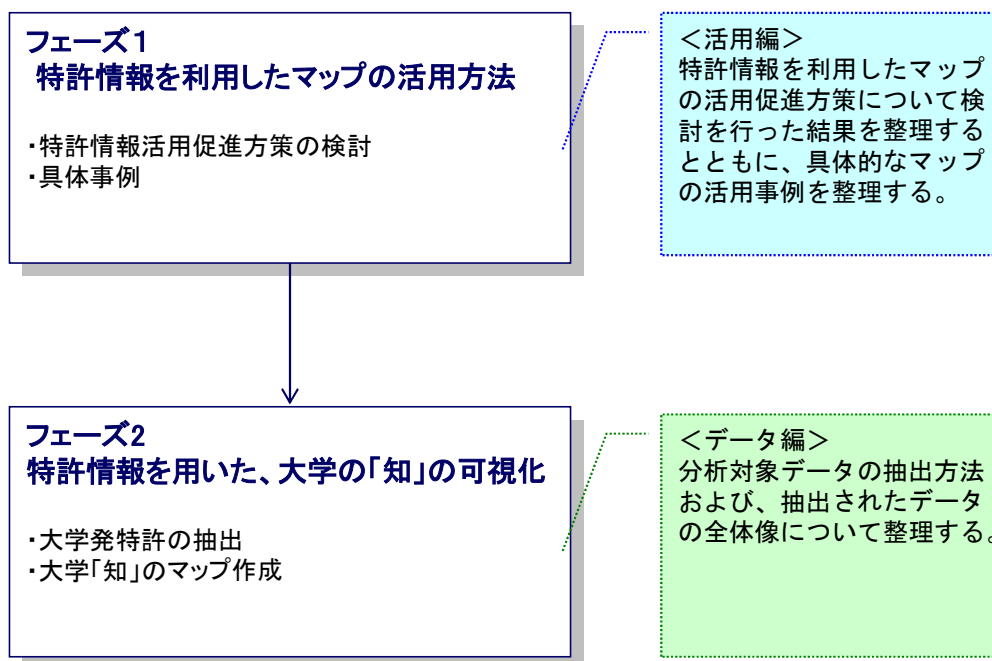 フェーズ1
特許情報を利用したマップの活用方法
・特許情報活用促進方策の検討
・具体事例
＜活用編＞
特許情報を利用したマップ
の活用促進方策について検
討を行った結果を整理する
とともに、具体的なマップ
の活用事例を整理する。
フェーズ2
特許情報を用いた、大学の「知」の可視化
・大学発特許の抽出
・大学「知」のマップ作成
＜データ編＞
分析対象データの抽出方法
および、抽出されたデータ
の全体像について整理する。